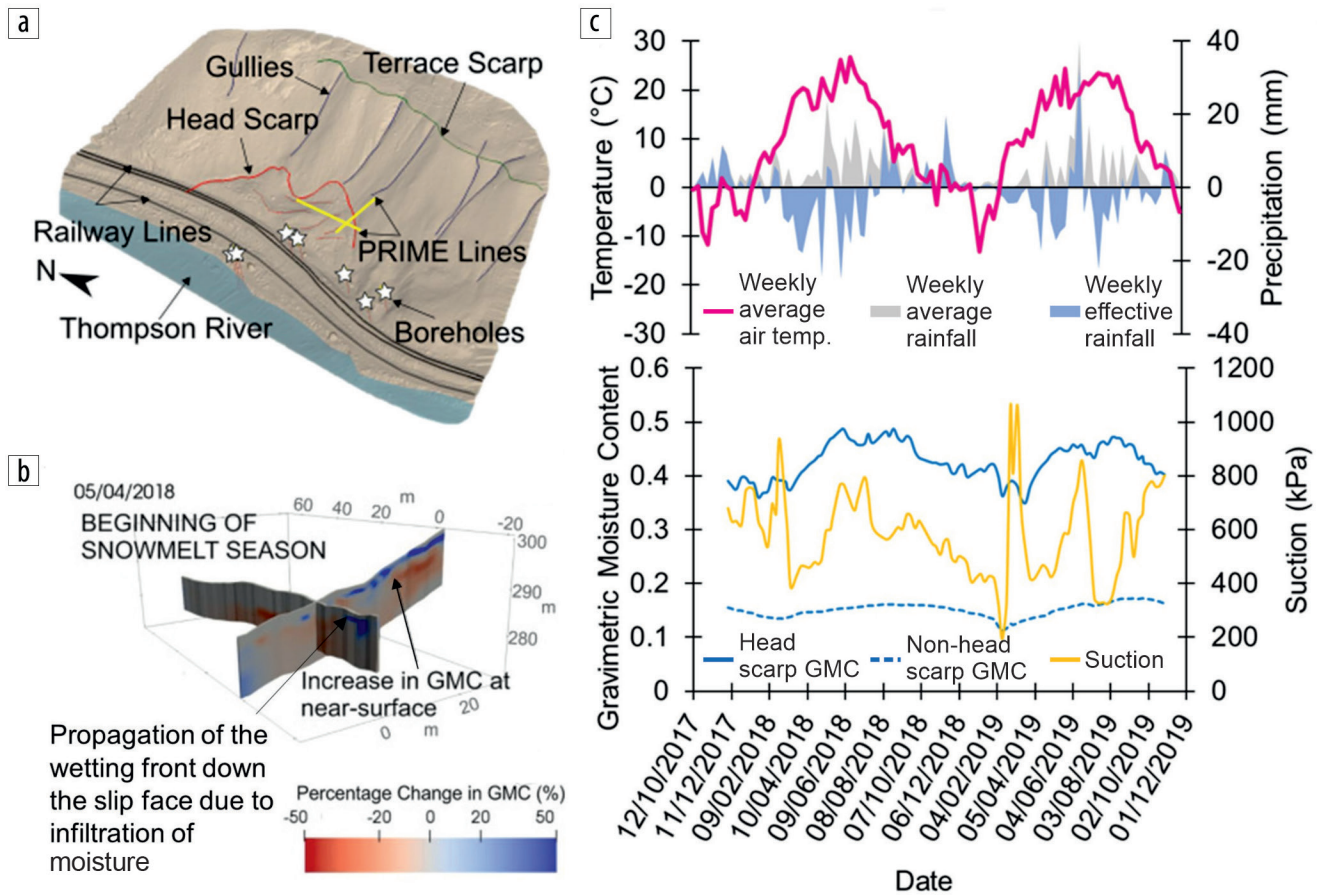 a
Gullies
Terrace Scarp
Head Scarp
Railway Lines
PRIME Lines
N
Thompson River
Boreholes
b
05/04/2018
BEGINNING OF
SNOWMELT SEASON
60
40
20
0
-20
m
300
290
280
m
Increase in GMC at
near-surface
0
m
20
Propagation of the
wetting front down
the slip face due to
infiltration of
moisture
Percentage Change in GMC (%)
-50 -20 0 20 50
c
Temperature (°C)
30
20
10
0
-10
-20
-30
Precipitation (mm)
40
20
0
-20
-40
Weekly
average
air temp.
Weekly
average
rainfall
Weekly
effective
rainfall
Gravimetric Moisture Content
0.6
0.5
0.4
0.3
0.2
0.1
0
Suction (kPa)
1200
1000
800
600
400
200
0
Head
scarp GMC
Non-head
scarp GMC
Suction
12/10/2017
11/12/2017
09/02/2018
10/04/2018
09/06/2018
08/08/2018
07/10/2018
06/12/2018
04/02/2019
05/04/2019
04/06/2019
03/08/2019
02/10/2019
01/12/2019
Date